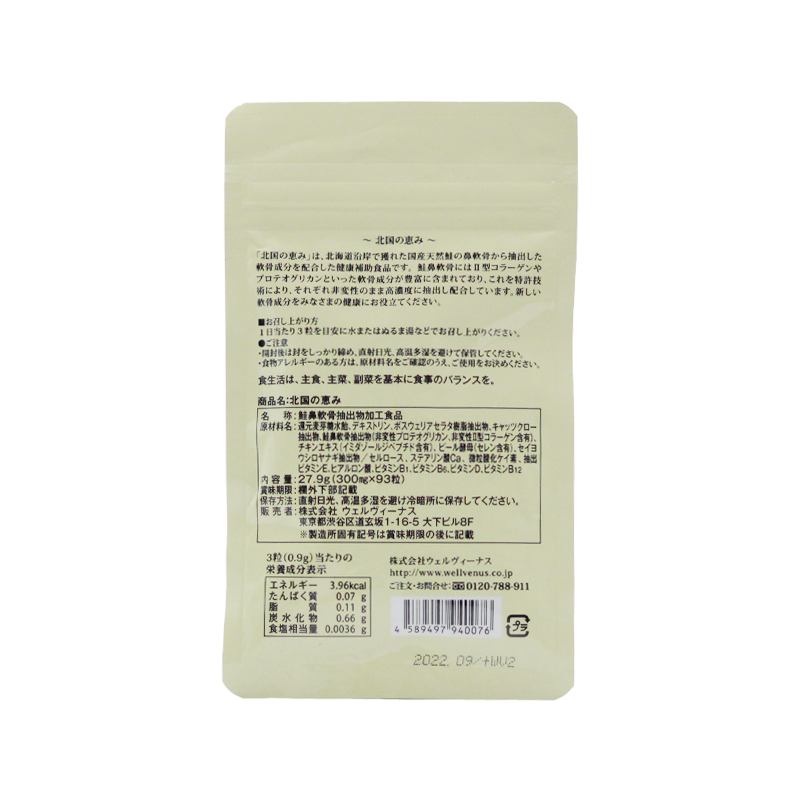 ～ 北国の恵み ～
「北国の恵み」は、北海道沿岸で獲れた国産天然鮭の鼻軟骨から抽出した
軟骨成分を配合した健康補助食品です。鮭鼻軟骨にはⅡ型コラーゲンや
プロテオグリカンといった軟骨成分が豊富に含まれており、これを特許技
術により、それぞれ非変性のまま高濃度に抽出し配合しています。新しい
軟骨成分をみなさまの健康にお役立てください。
■お召し上がり方
1日当たり3粒を目安に水またはぬるま湯などでお召し上がりください。
●ご注意
・開封後は封をしっかり締め、直射日光、高温多湿を避けて保管してください。
・食物アレルギーのある方は、原材料名をご確認のうえ、ご使用をお決めください。
食生活は、主食、主菜、副菜を基本に食事のバランスを。
商品名:北国の恵み
名 称:鮭鼻軟骨抽出物加工食品
原材料名:還元麦芽糖水飴、デキストリン、ボスウェリアセラタ樹脂抽出物、キャッツクロー
抽出物、鮭鼻軟骨抽出物(非変性プロテオグリカン、非変性Ⅱ型コラーゲン含有)、
チキンエキス(イミダゾールジペプチド含有)、ビール酵母(セレン含有)、セイヨ
ウシロヤナギ抽出物／セルロース、ステアリン酸Ca、微粒酸化ケイ素、抽出
ビタミンE、ヒアルロン酸、ビタミンB1、ビタミンB6、ビタミンD、ビタミンB12
内 容 量:27.9g(300mg×93粒)
賞味期限:欄外下部記載
保存方法:直射日光、高温多湿を避け冷暗所に保存してください。
販 売 者:株式会社 ウェルヴィーナス
東京都渋谷区道玄坂1-16-5 大下ビル8F
※製造所固有記号は賞味期限の後に記載
3粒(0.9g)当たりの
栄養成分表示
エネルギー 3.96kcal
たんぱく質 0.07 g
脂 質 0.11 g
炭水化物 0.66 g
食塩相当量 0.0036 g
株式会社ウェルヴィーナス
http://www.wellvenus.co.jp
ご注文・お問合せ:0120-788-911
4 589497 940076
プラ
2022.09/+WU2